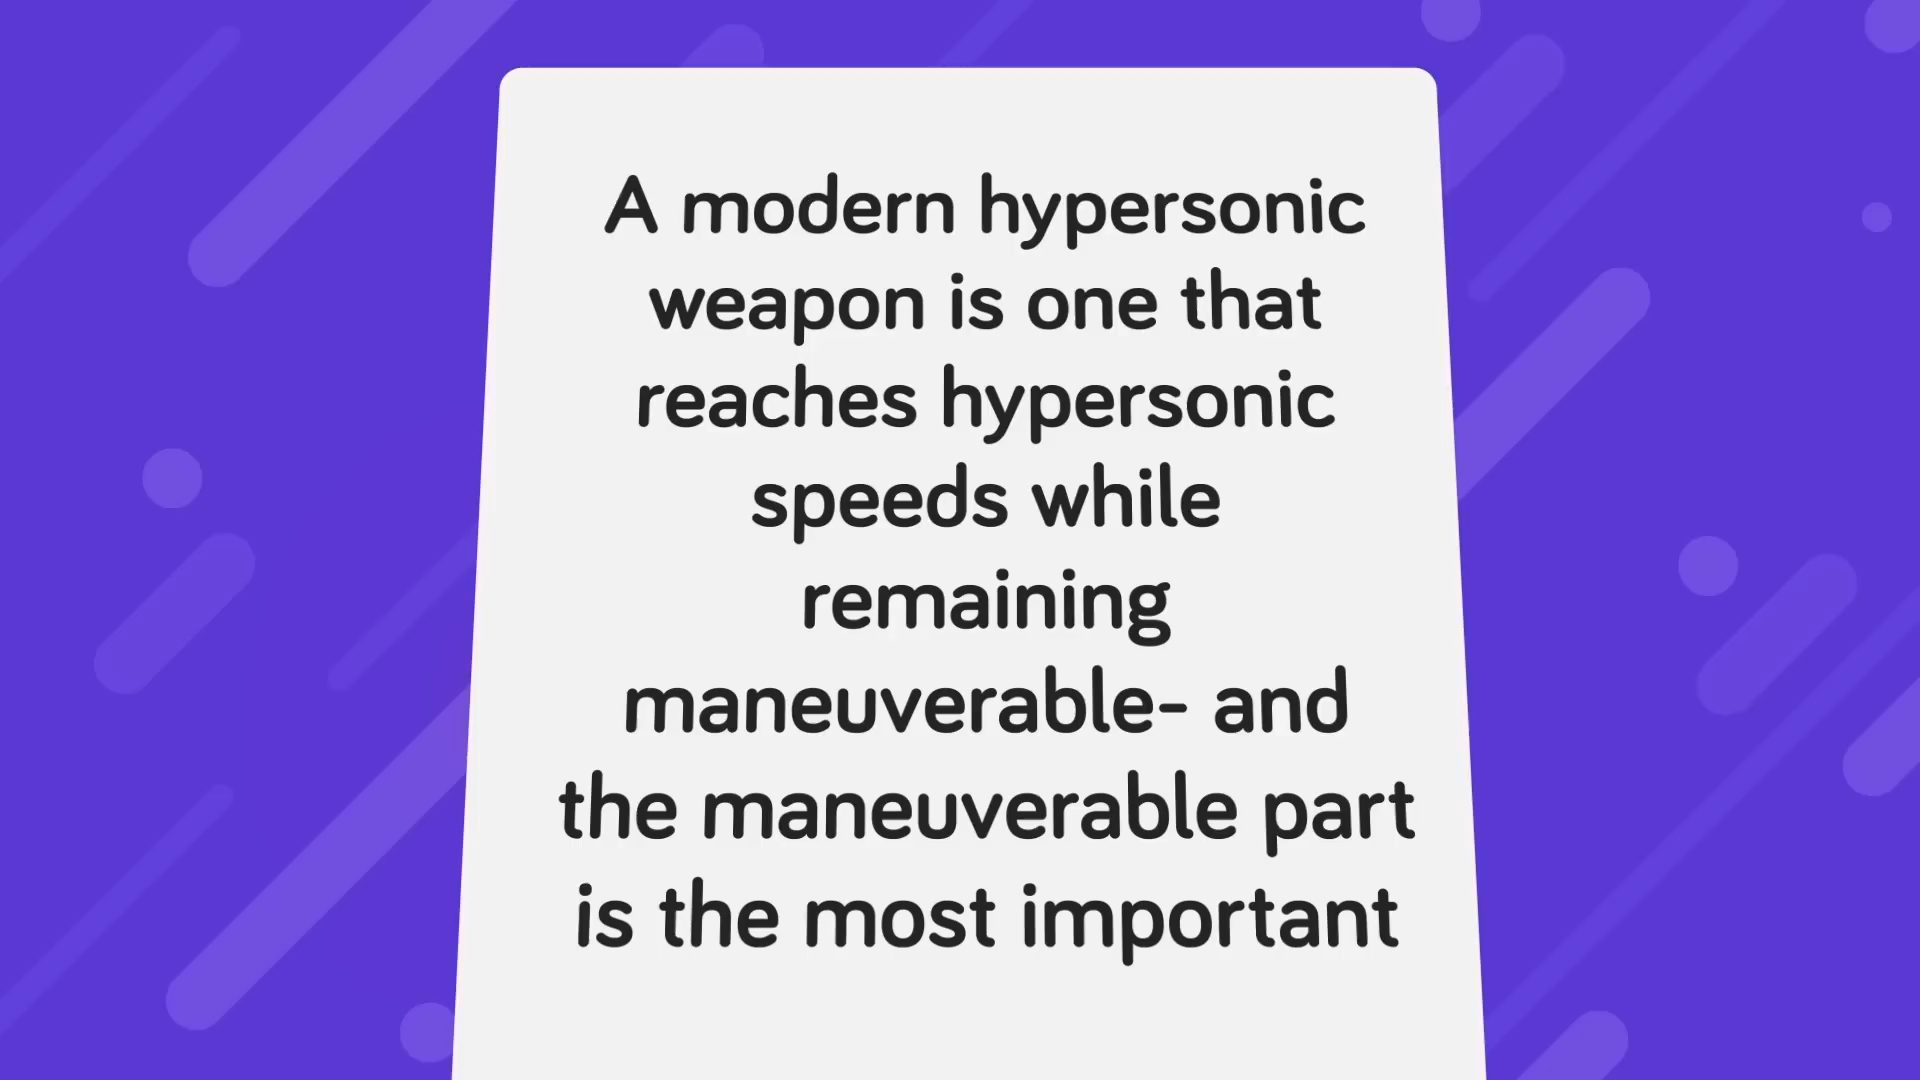 A modern hypersonic
weapon is one that
reaches hypersonic
speeds while
remaining
maneuverable- and
the maneuverable part
is the most important